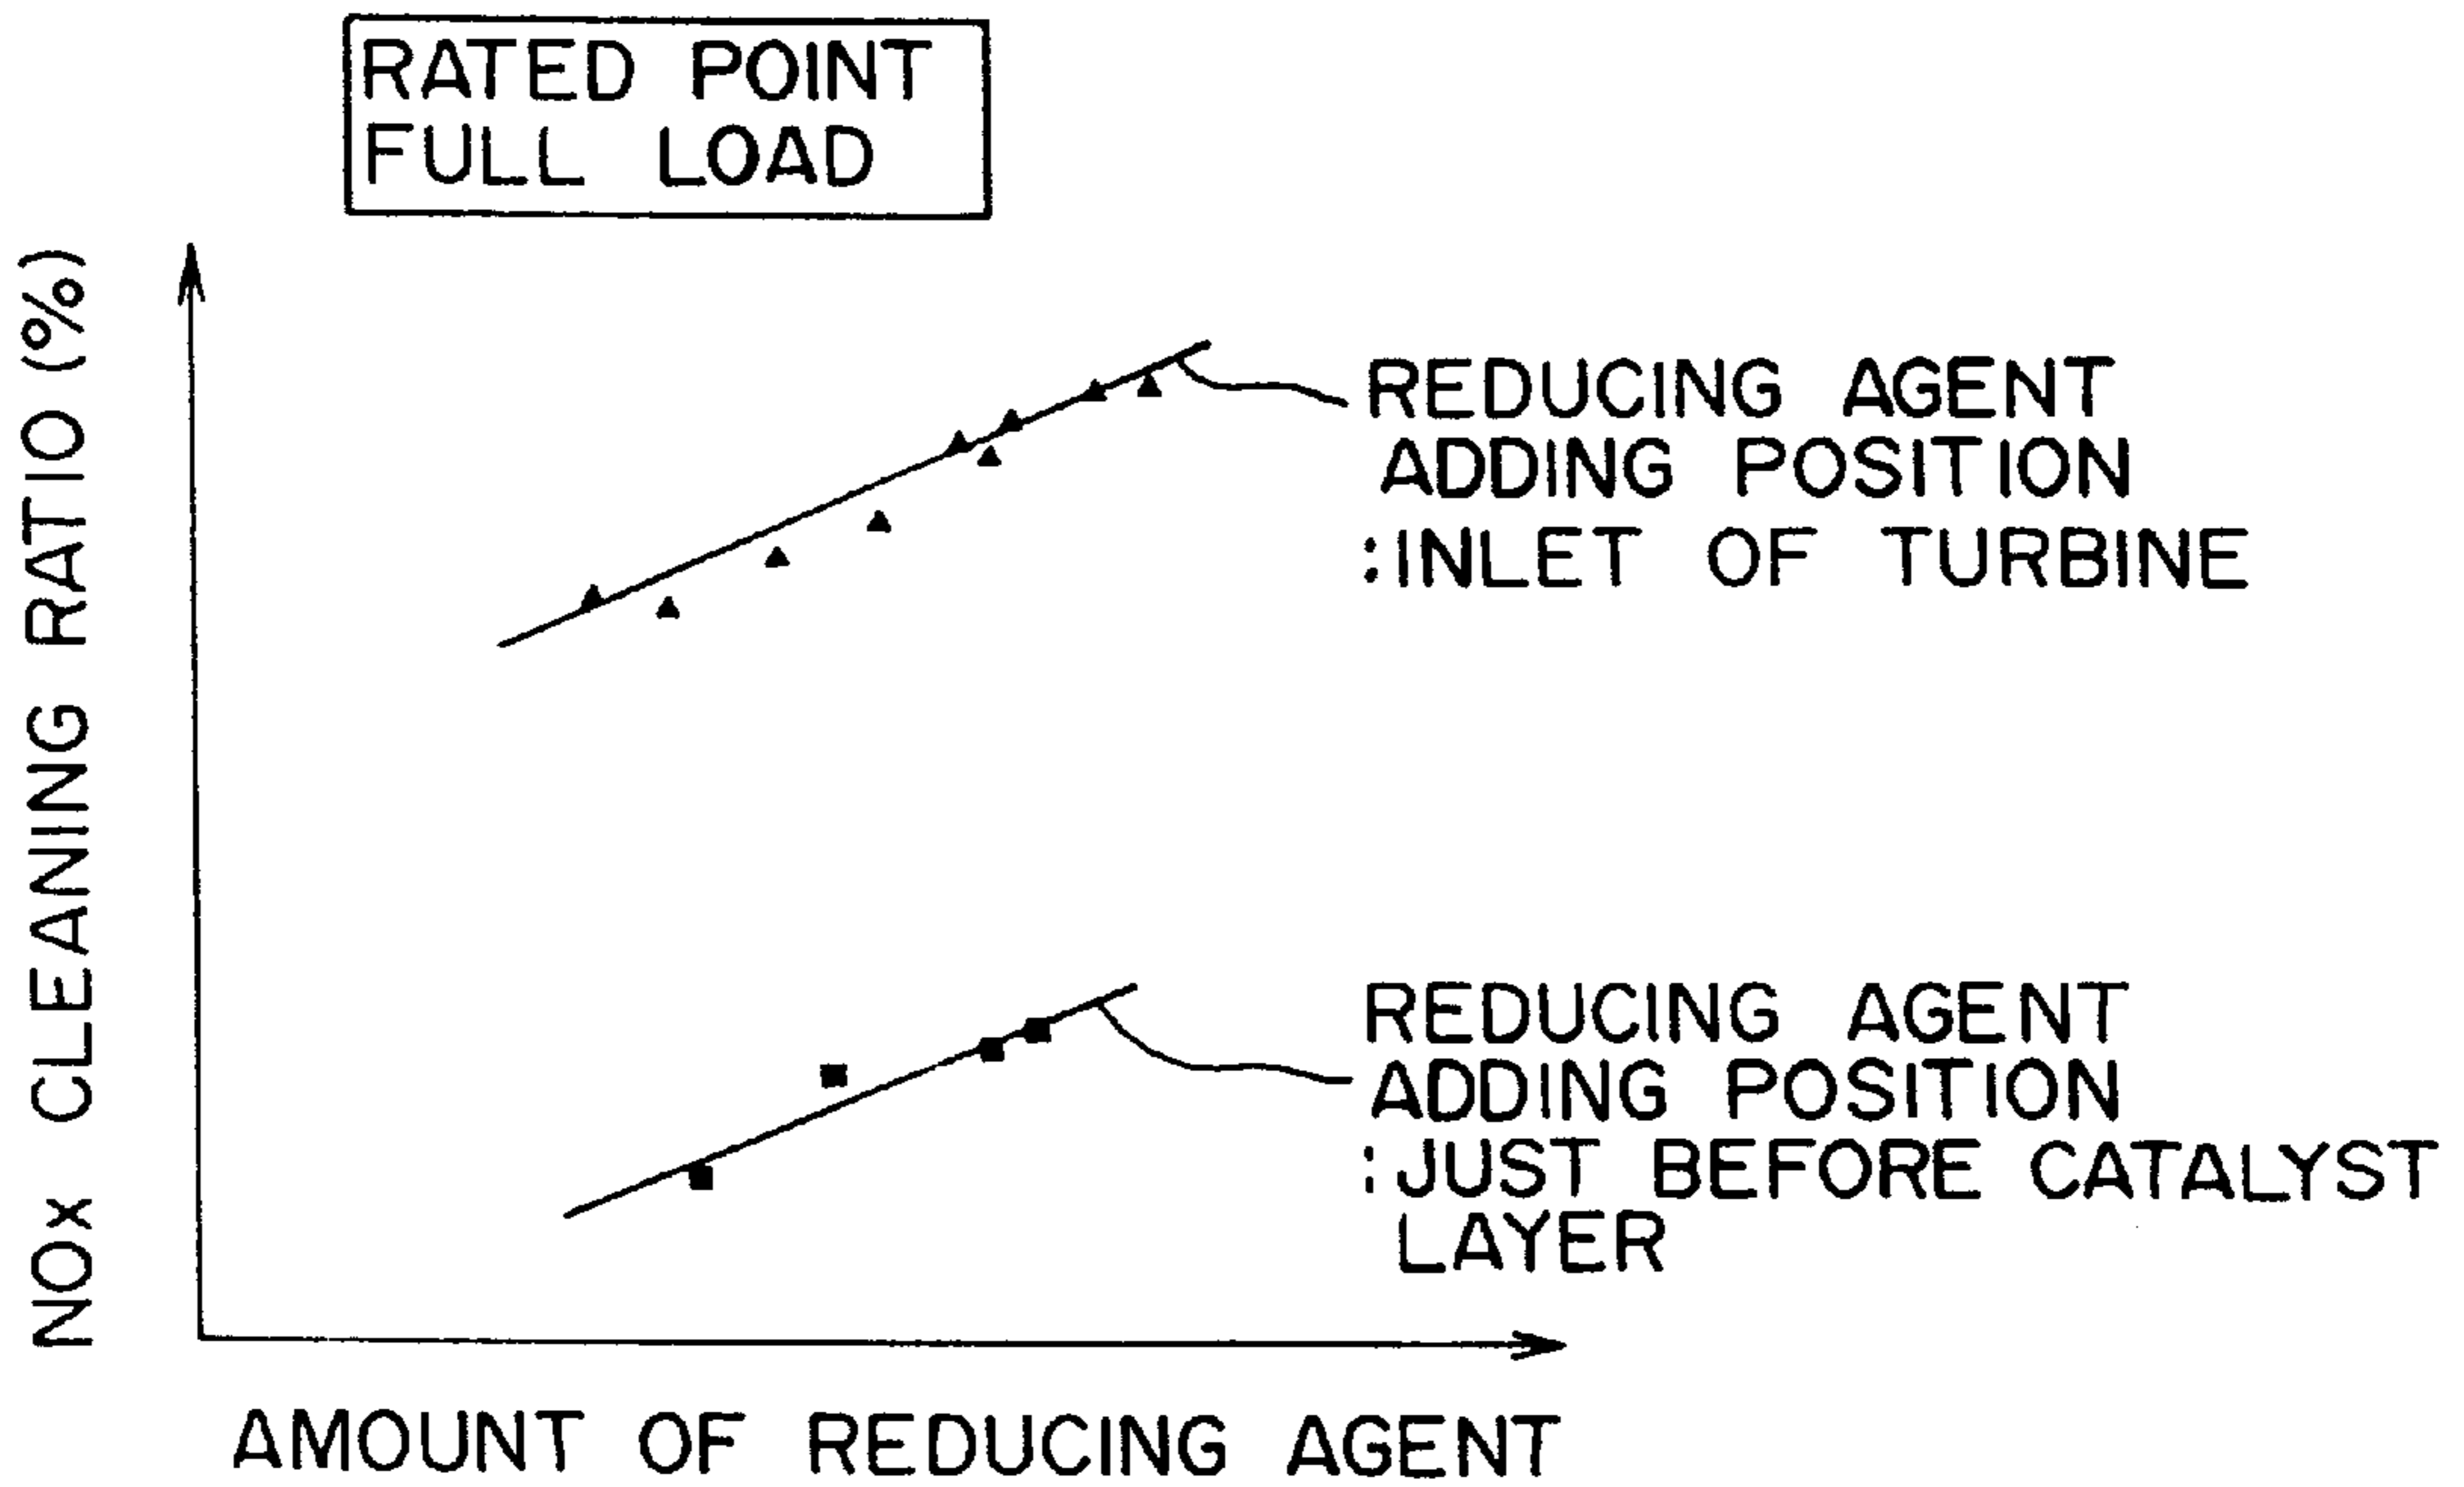 RATED POINT
FULL LOAD
NOx CLEANING RATIO (%)
REDUCING AGENT
ADDING POSITION
:INLET OF TURBINE
REDUCING AGENT
ADDING POSITION
:JUST BEFORE CATALYST
LAYER
AMOUNT OF REDUCING AGENT